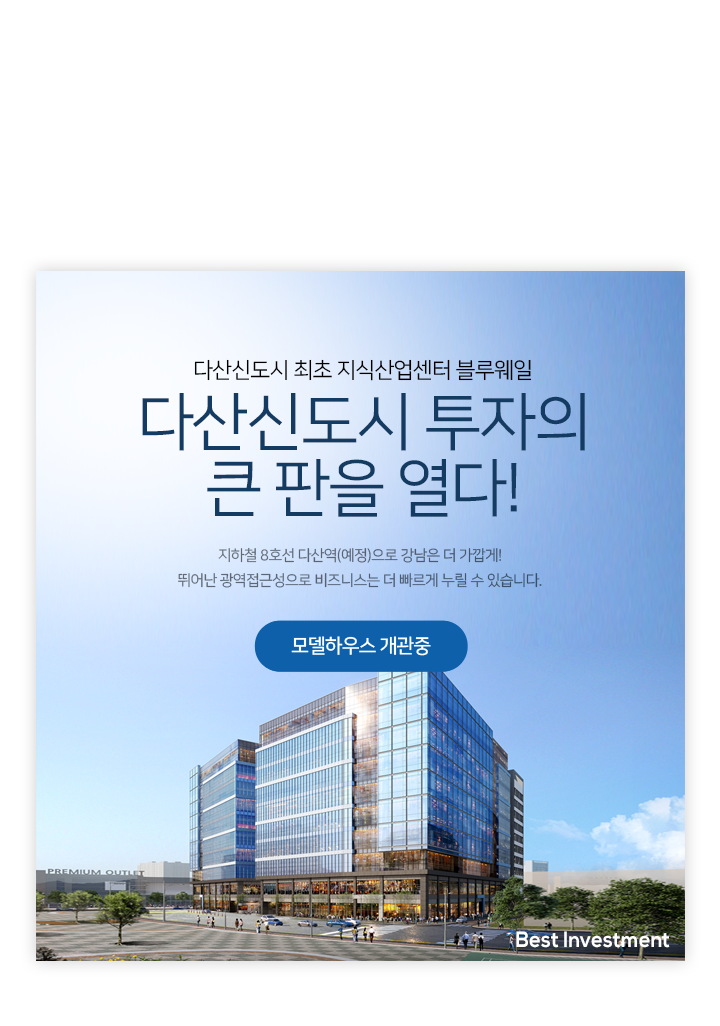 다산신도시 최초 지식산업센터 블루웨일
다산신도시 투자의
큰 판을 열다!
지하철 8호선 다산역(예정)으로 강남은 더 가깝게!
뛰어난 광역접근성으로 비즈니스는 더 빠르게 누릴 수 있습니다.
모델하우스 개관중
PREMIUM OUTLET
Best Investment